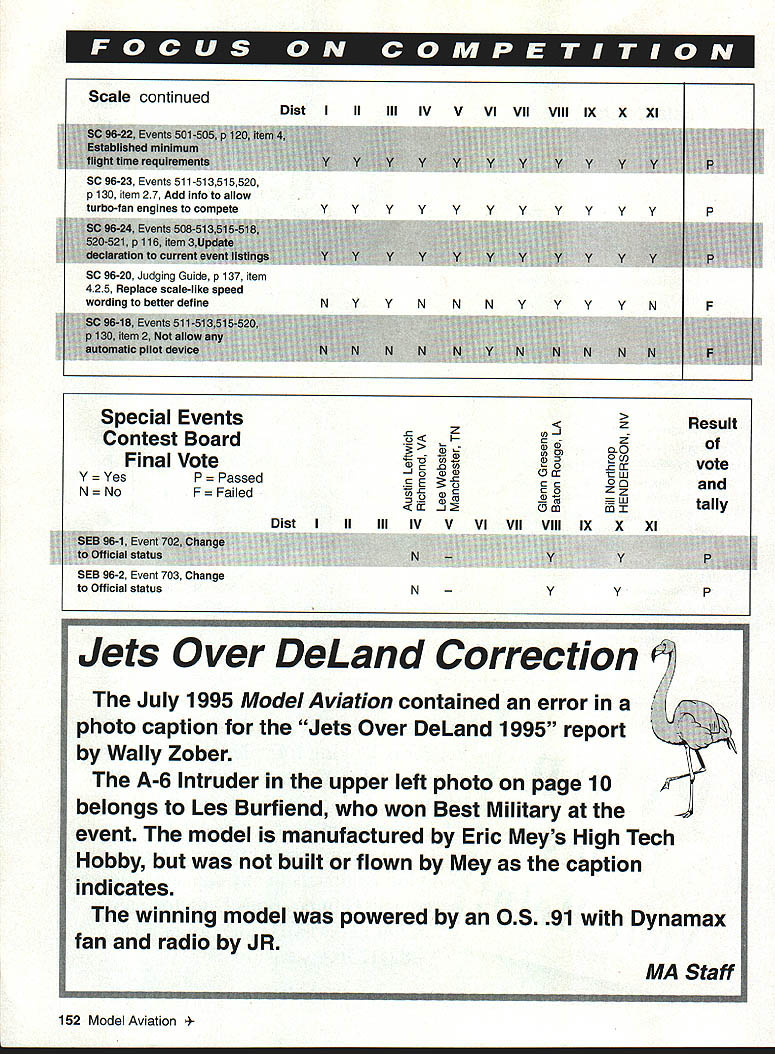 FOCUS ON COMPETITION
Scale continued
Dist I II III IV V VI VII VIII IX X XI
SC 96-22, Events 501-505, p 120, item 4,
Established minimum
flight time requirements Y Y Y Y Y Y Y Y Y Y Y P
SC 96-23, Events 511-513,515,520,
p 130, item 2.7, Add info to allow
turbo-fan engines to compete Y Y Y Y Y Y Y Y Y Y Y P
SC 96-24, Events 508-513,515-518,
520-521, p 116, item 3,Update
declaration to current event listings Y Y Y Y Y Y Y Y Y Y Y P
SC 96-20, Judging Guide, p 137, item
4.2.5, Replace scale-like speed
wording to better define N Y Y N N N Y Y Y Y N F
SC 96-18, Events 511-513,515-520,
p 130, item 2, Not allow any
automatic pilot device N N N N N Y N N N N N F
Special Events
Contest Board
Final Vote
Y = Yes P = Passed
N = No F = Failed
Austin Leftwich
Richmond, VA
Lee Webster
Manchester, TN
Glenn Gresens
Baton Rouge, LA
Bill Northrop
HENDERSON, NV
Result
of
vote
and
tally
Dist I II III IV V VI VII VIII IX X XI
SEB 96-1, Event 702, Change
to Official status N – Y Y P
SEB 96-2, Event 703, Change
to Official status N – Y Y P
Jets Over DeLand Correction
The July 1995 Model Aviation contained an error in a
photo caption for the “Jets Over DeLand 1995” report
by Wally Zober.
The A-6 Intruder in the upper left photo on page 10
belongs to Les Burfiend, who won Best Military at the
event. The model is manufactured by Eric Mey’s High Tech
Hobby, but was not built or flown by Mey as the caption
indicates.
The winning model was powered by an O.S. .91 with Dynamax
fan and radio by JR.
MA Staff
152 Model Aviation